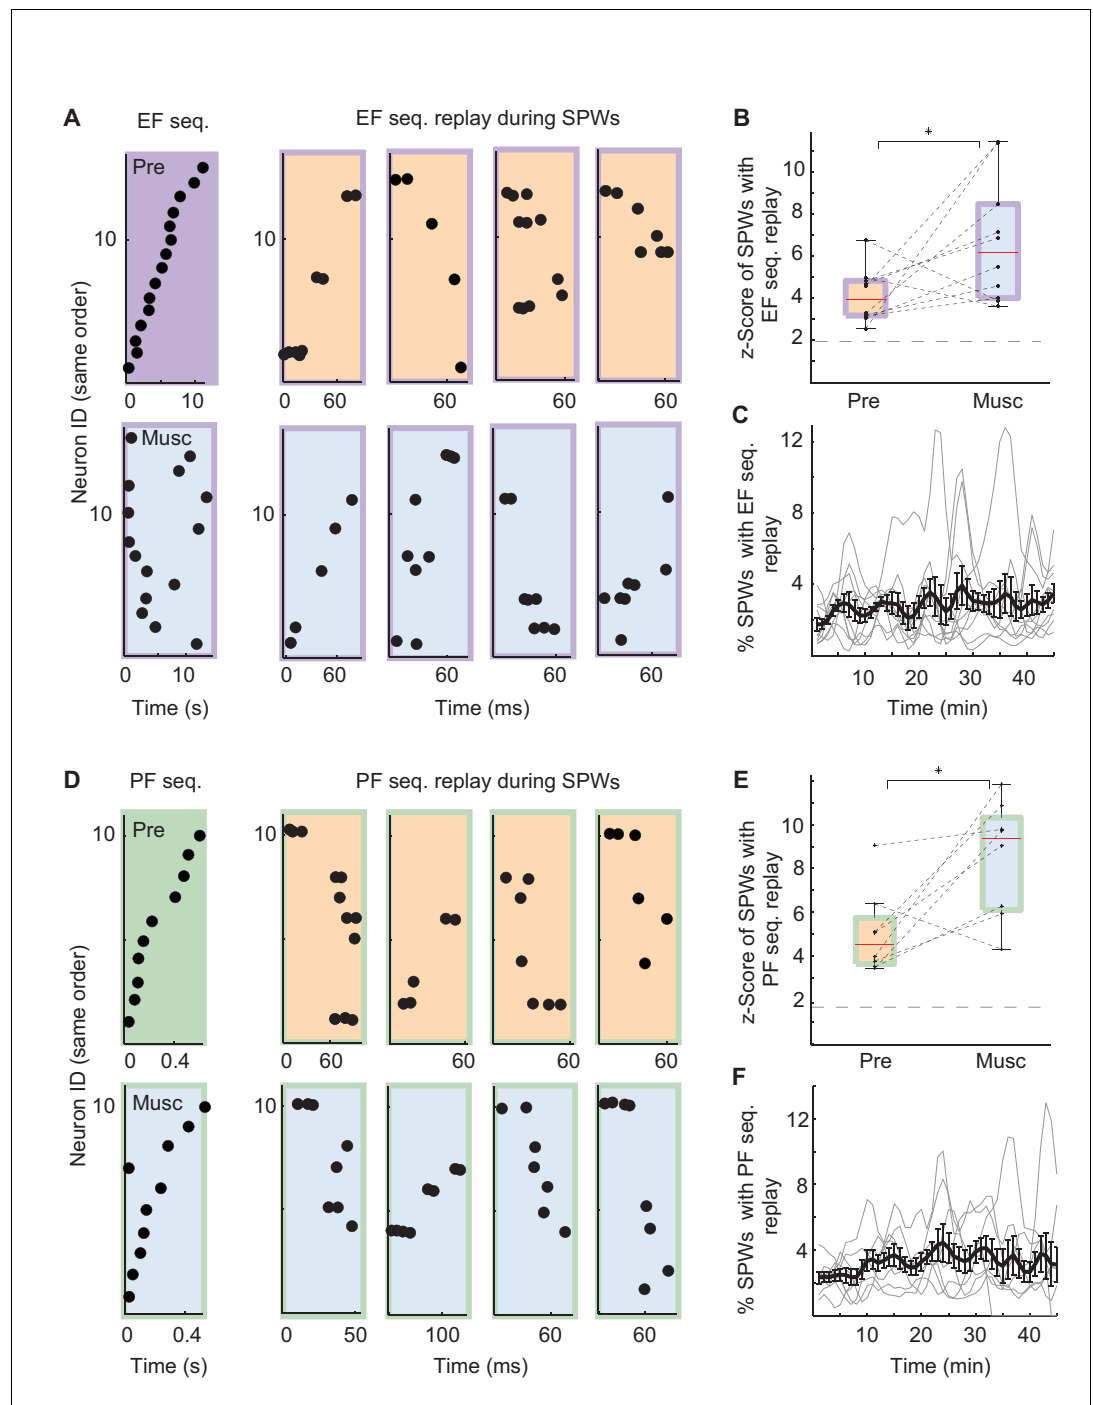 A
EF seq.
EF seq. replay during SPWs
Pre
10
10
Neuron ID (same order)
0 10
0 60
60
60
60
Musc
10
10
0 10
0 60
60
60
60
Time (s)
Time (ms)
B
*
z-Score of SPWs with
EF seq. replay
10
8
6
4
2
Pre
Musc
C
% SPWs with EF seq.
replay
12
8
4
10 20 30 40
Time (min)
D
PF seq.
PF seq. replay during SPWs
Pre
10
10
Neuron ID (same order)
0 0.4
0 60
60
60
60
Musc
10
10
0 0.4
0 50
100
60
60
Time (s)
Time (ms)
E
*
z-Score of SPWs with
PF seq. replay
10
8
6
4
2
Pre
Musc
F
% SPWs with PF seq.
replay
12
8
4
10 20 30 40
Time (min)